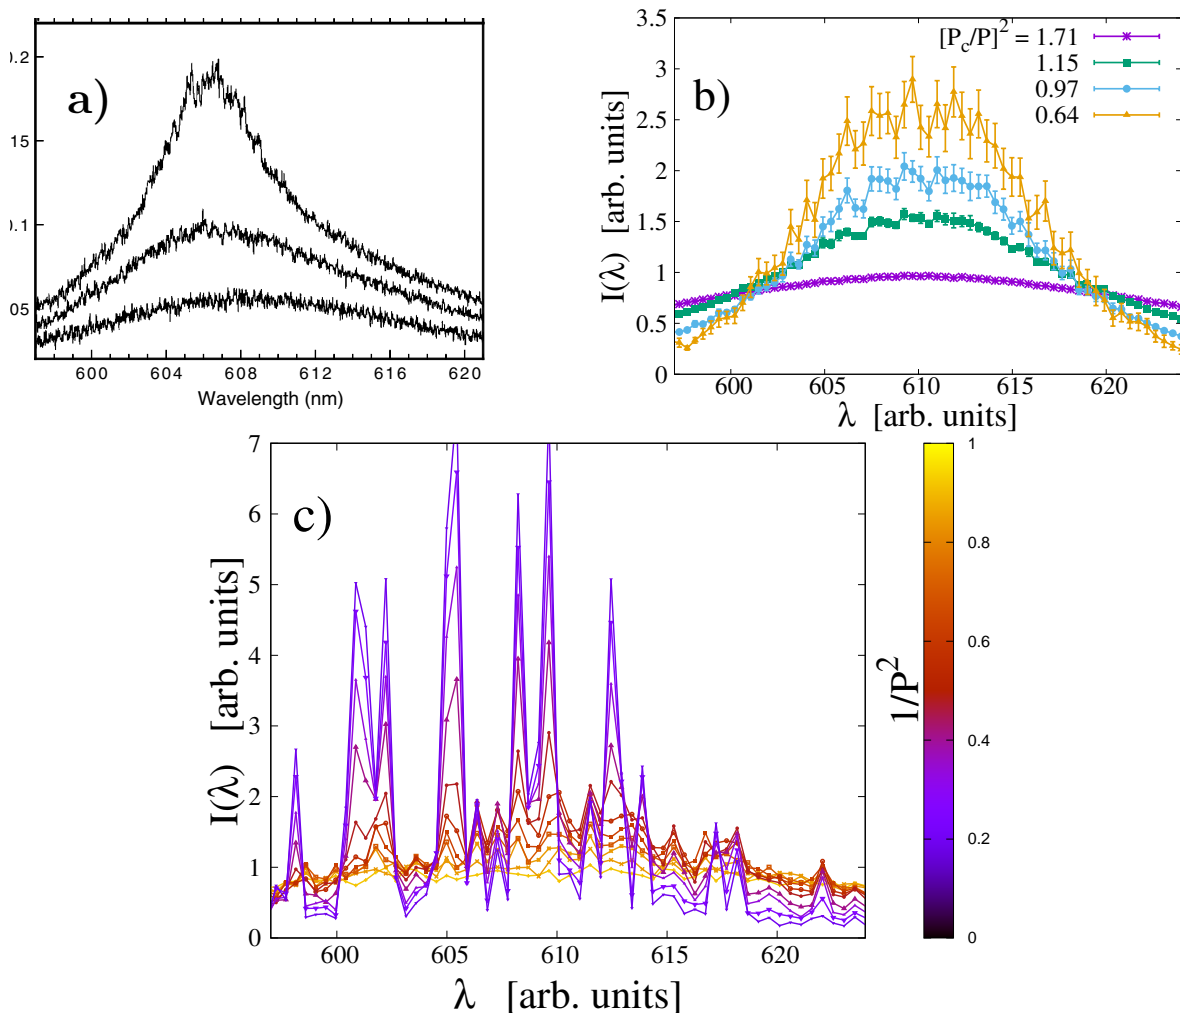 a)
).2
15
0.1
05
600 604 608 612 616 620
Wavelength (nm)
b)
[P_c/P]^2 = 1.71
1.15
0.97
0.64
3.5
3
2.5
2
1.5
1
0.5
0
I(λ) [arb. units]
600 605 610 615 620
λ [arb. units]
c)
7
6
5
4
3
2
1
0
I(λ) [arb. units]
600 605 610 615 620
λ [arb. units]
1/P^2
1
0.8
0.6
0.4
0.2
0